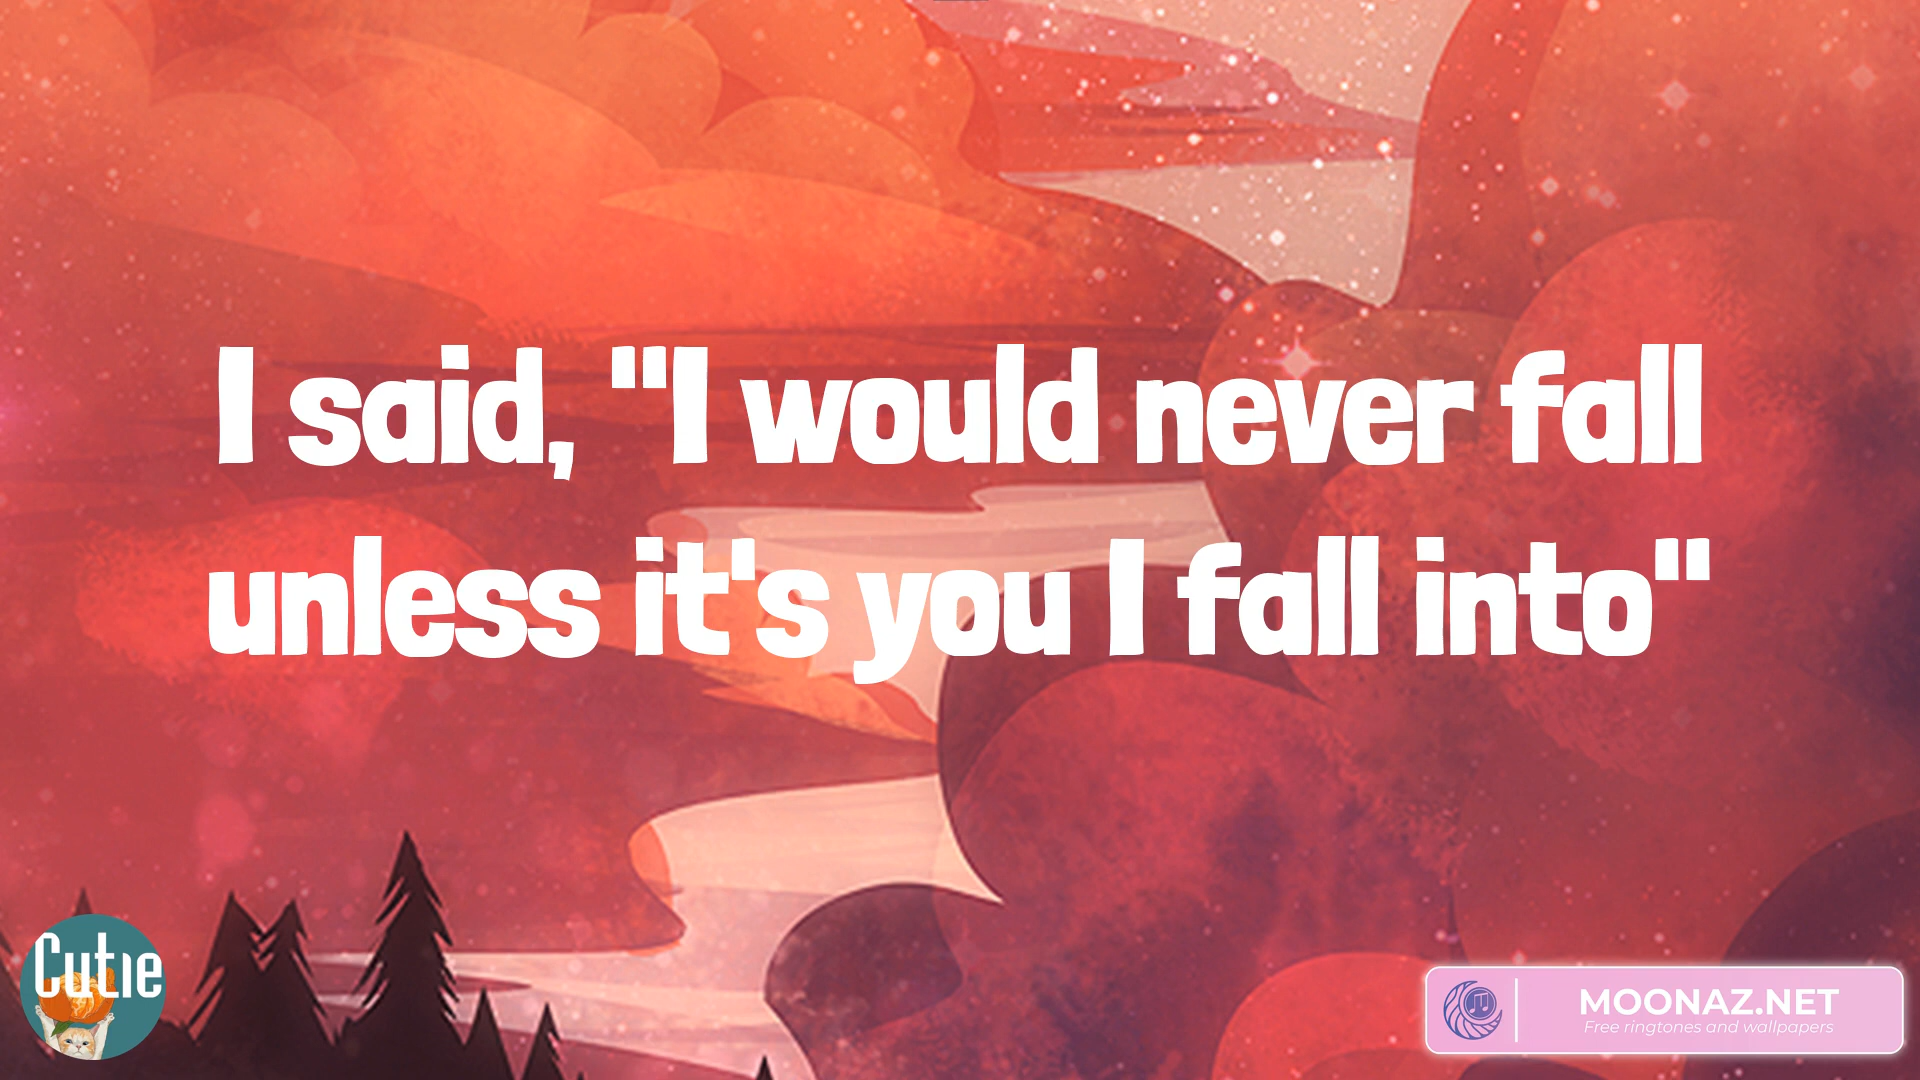 I said, "I would never fall
unless it's you I fall into"
Cutie
MOONAZ.NET
Free ringtones and wallpapers